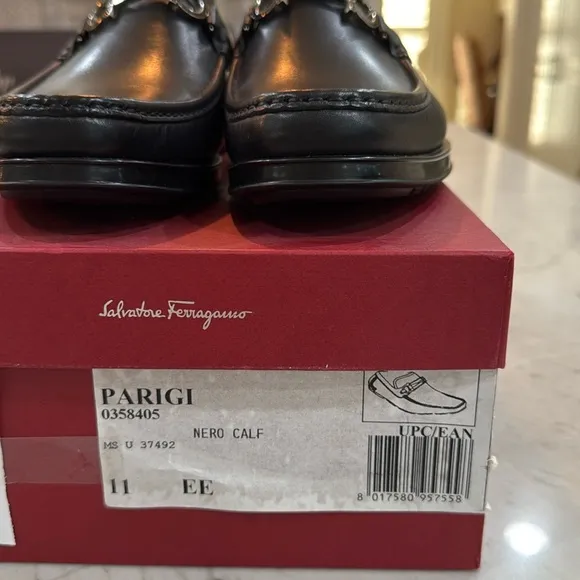 Salvatore Ferragamo
PARIGI
0358405
NERO CALF
UPC/EAN
MS U 37492
11 EE
8 017580 957558